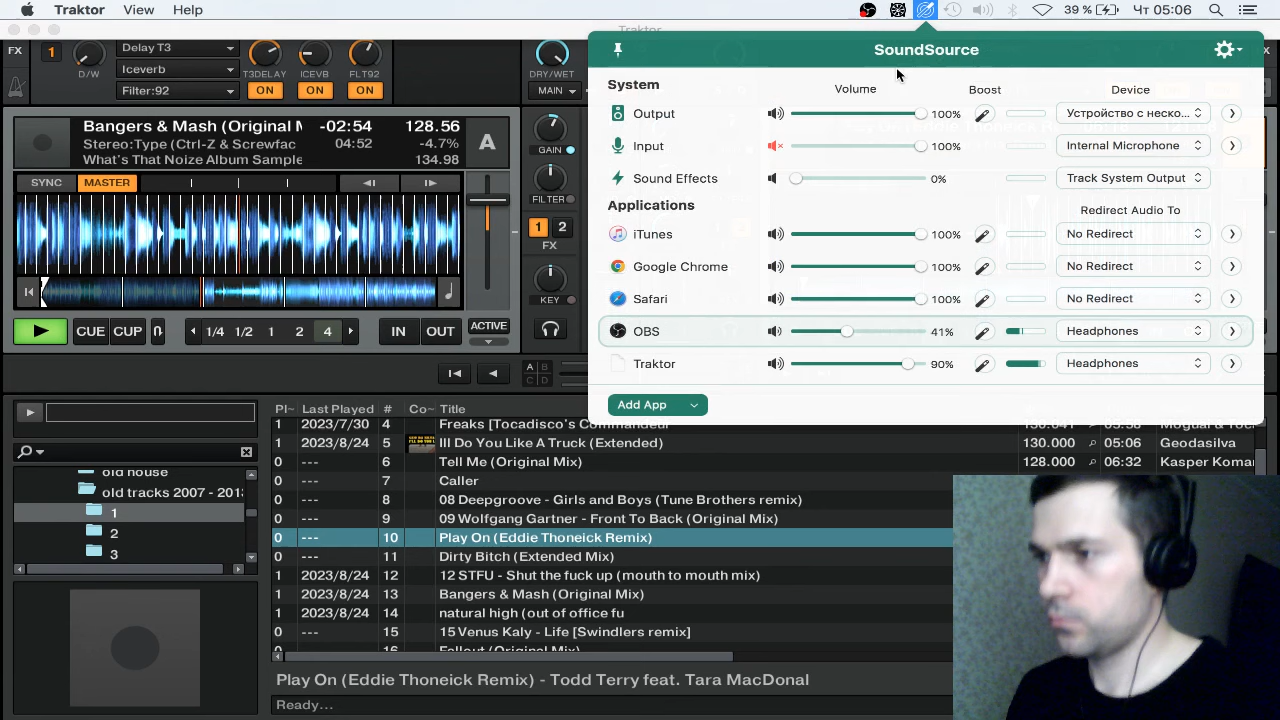 Traktor View Help 39 % Чт 05:06
Traktor
FX 1 Delay T3
Iceverb
Filter:92
D/W T3DELAY ICEVB FLT92 DRY/WET
ON ON ON MAIN
SoundSource
System Volume Boost Device
Output 100% Устройство с неско...
Input 100% Internal Microphone
Sound Effects 0% Track System Output
Applications Redirect Audio To
iTunes 100% No Redirect
Google Chrome 100% No Redirect
Safari 100% No Redirect
OBS 41% Headphones
Traktor 90% Headphones
Add App
Bangers & Mash (Original M -02:54 128.56
Stereo:Type (Ctrl-Z & Screwfac 04:52 -4.7%
What's That Noise Album Sample 134.98
A
SYNC MASTER
GAIN
FILTER
1 2
FX
KEY
CUE CUP 1/4 1/2 1 2 4 IN OUT ACTIVE
A B
C D
Pl~ Last Played # Co~ Title
1 2023/7/30 4 Freaks [Tocadisco's Commandeur
1 2023/8/24 5 Ill Do You Like A Truck (Extended) 130.000 05:06 Geodasilva
0 --- 6 Tell Me (Original Mix) 128.000 06:32 Kasper Komar
0 --- 7 Caller
0 --- 8 08 Deepgroove - Girls and Boys (Tune Brothers remix)
0 --- 9 09 Wolfgang Gartner - Front To Back (Original Mix)
0 --- 10 Play On (Eddie Thoneick Remix)
0 --- 11 Dirty Bitch (Extended Mix)
1 2023/8/24 12 12 STFU - Shut the fuck up (mouth to mouth mix)
1 2023/8/24 13 Bangers & Mash (Original Mix)
1 2023/8/24 14 natural high (out of office fu
0 --- 15 15 Venus Kaly - Life [Swindlers remix]
16 Fallout (Original Mix)
old house
old tracks 2007 - 201
1
2
3
Play On (Eddie Thoneick Remix) - Todd Terry feat. Tara MacDonal
Ready...